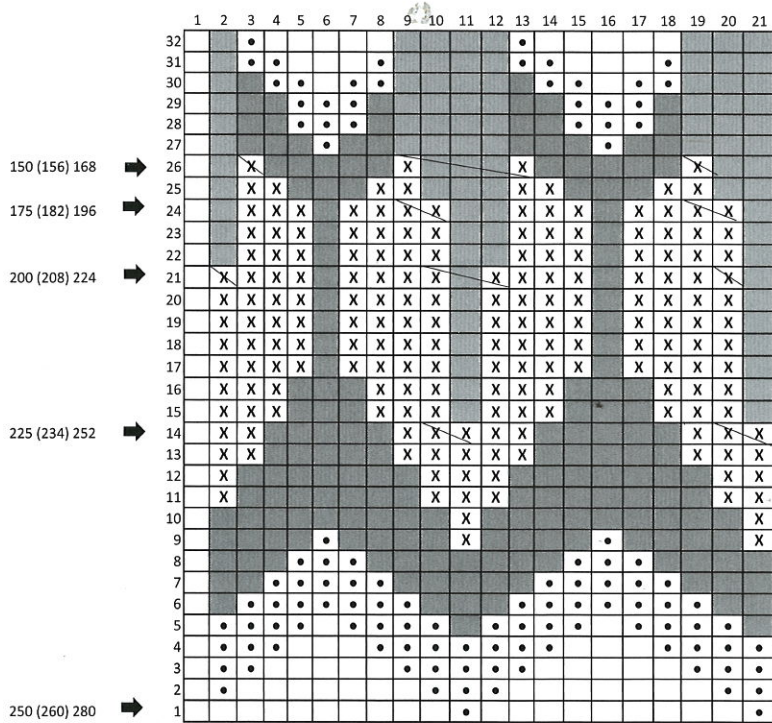 1 2 3 4 5 6 7 8 9 10 11 12 13 14 15 16 17 18 19 20 21
32
31
30
29
28
27
150 (156) 168 26 X X X X
25 X X X X X X X X
175 (182) 196 24 X X X X X X X X X X X X X X
23 X X X X X X X X X X X X X X
22 X X X X X X X X X X X X X X
200 (208) 224 21 X X X X X X X X X X X X X X X X
20 X X X X X X X X X X X X X X X X
19 X X X X X X X X X X X X X X X X
18 X X X X X X X X X X X X X X X X
17 X X X X X X X X X X X X X X X X
16 X X X X X X X X X X X X
15 X X X X X X X X X X X X
225 (234) 252 14 X X X X X X X X X X
13 X X X X X X X X X X
12 X X X X X X
11 X X X X X X
10 X X
9 X X
8
7
6
5
4
3
2
250 (260) 280 1